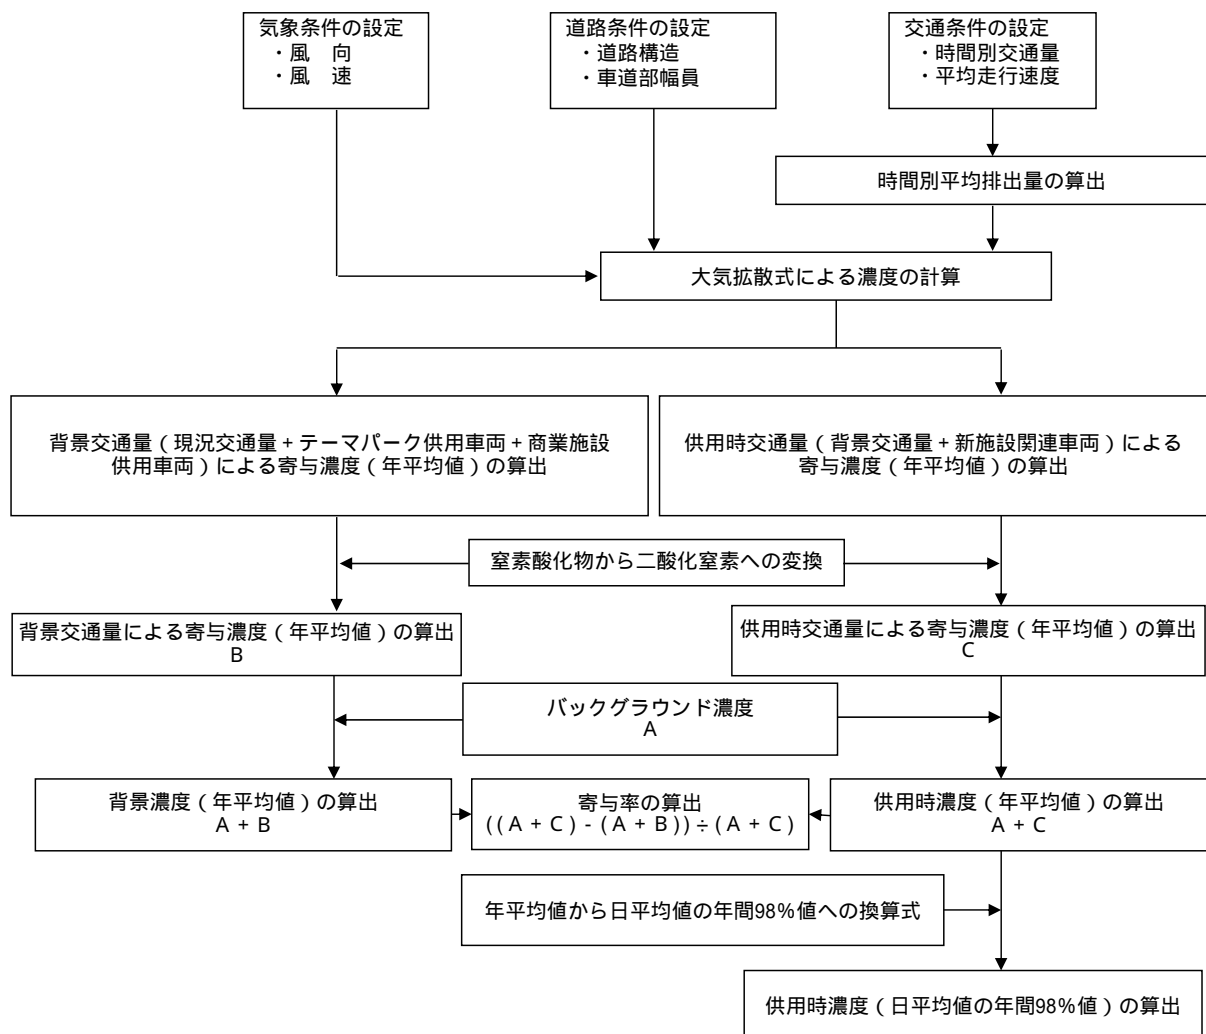 気象条件の設定
・風　向
・風　速
道路条件の設定
・道路構造
・車道部幅員
交通条件の設定
・時間別交通量
・平均走行速度
時間別平均排出量の算出
大気拡散式による濃度の計算
背景交通量（現況交通量＋テーマパーク供用車両＋商業施設
供用車両）による寄与濃度（年平均値）の算出
供用時交通量（背景交通量＋新施設関連車両）による
寄与濃度（年平均値）の算出
窒素酸化物から二酸化窒素への変換
背景交通量による寄与濃度（年平均値）の算出
B
供用時交通量による寄与濃度（年平均値）の算出
C
バックグラウンド濃度
A
背景濃度（年平均値）の算出
A + B
寄与率の算出
((A + C) - (A + B)) ÷ (A + C)
供用時濃度（年平均値）の算出
A + C
年平均値から日平均値の年間98%値への換算式
供用時濃度（日平均値の年間98%値）の算出